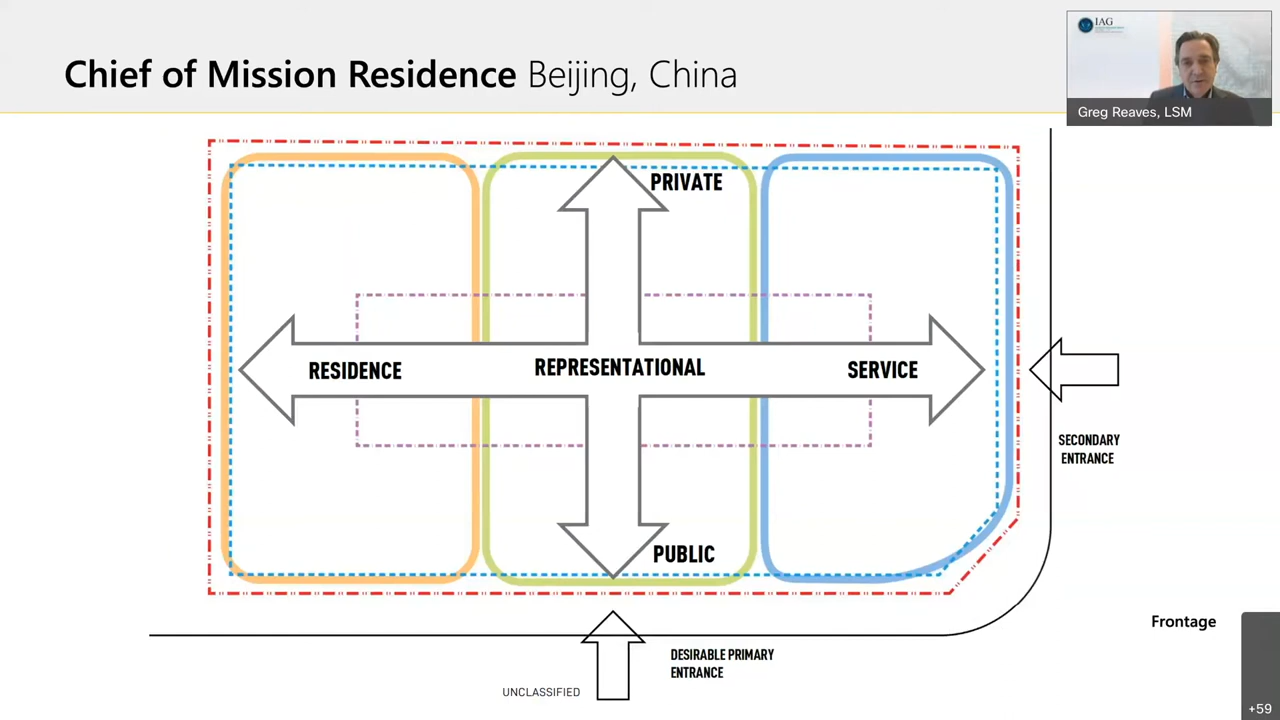 IAG
Chief of Mission Residence Beijing, China
Greg Reaves, LSM
PRIVATE
RESIDENCE
REPRESENTATIONAL
SERVICE
SECONDARY
ENTRANCE
PUBLIC
Frontage
DESIRABLE PRIMARY
ENTRANCE
UNCLASSIFIED
+59